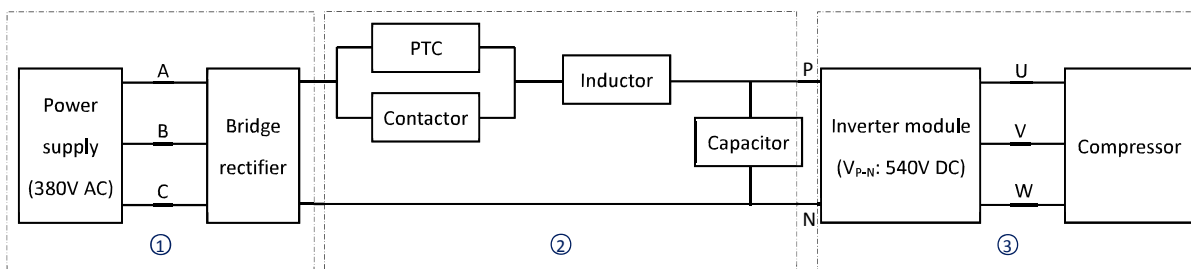 Power
supply
(380V AC)
A
B
C
Bridge
rectifier
①
PTC
Contactor
Inductor
Capacitor
②
P
N
Inverter module
(VP-N: 540V DC)
U
V
W
Compressor
③